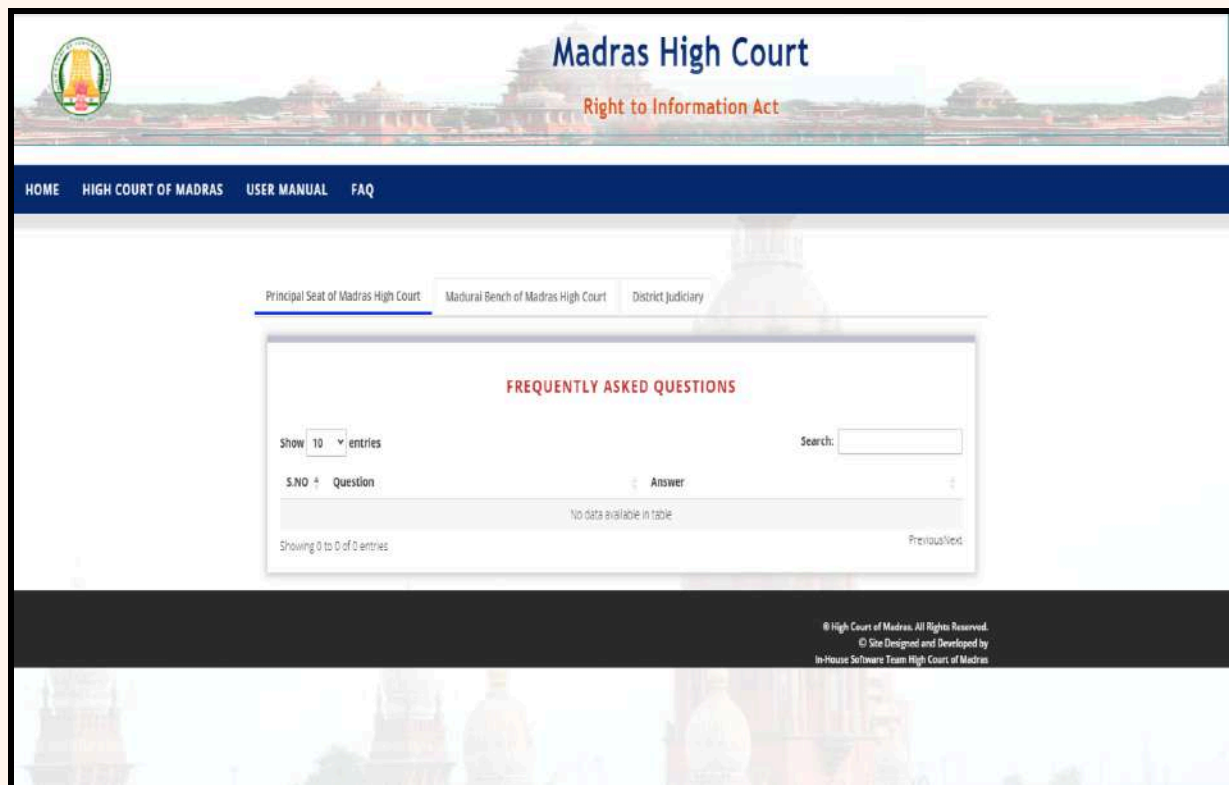 Madras High Court
Right to Information Act
HOME HIGH COURT OF MADRAS USER MANUAL FAQ
Principal Seat of Madras High Court Madurai Bench of Madras High Court District Judiciary
FREQUENTLY ASKED QUESTIONS
Show 10 entries Search:
S.NO Question Answer
No data available in table
Showing 0 to 0 of 0 entries PreviousNext
® High Court of Madras. All Rights Reserved.
© Site Designed and Developed by
In-House Software Team High Court of Madras